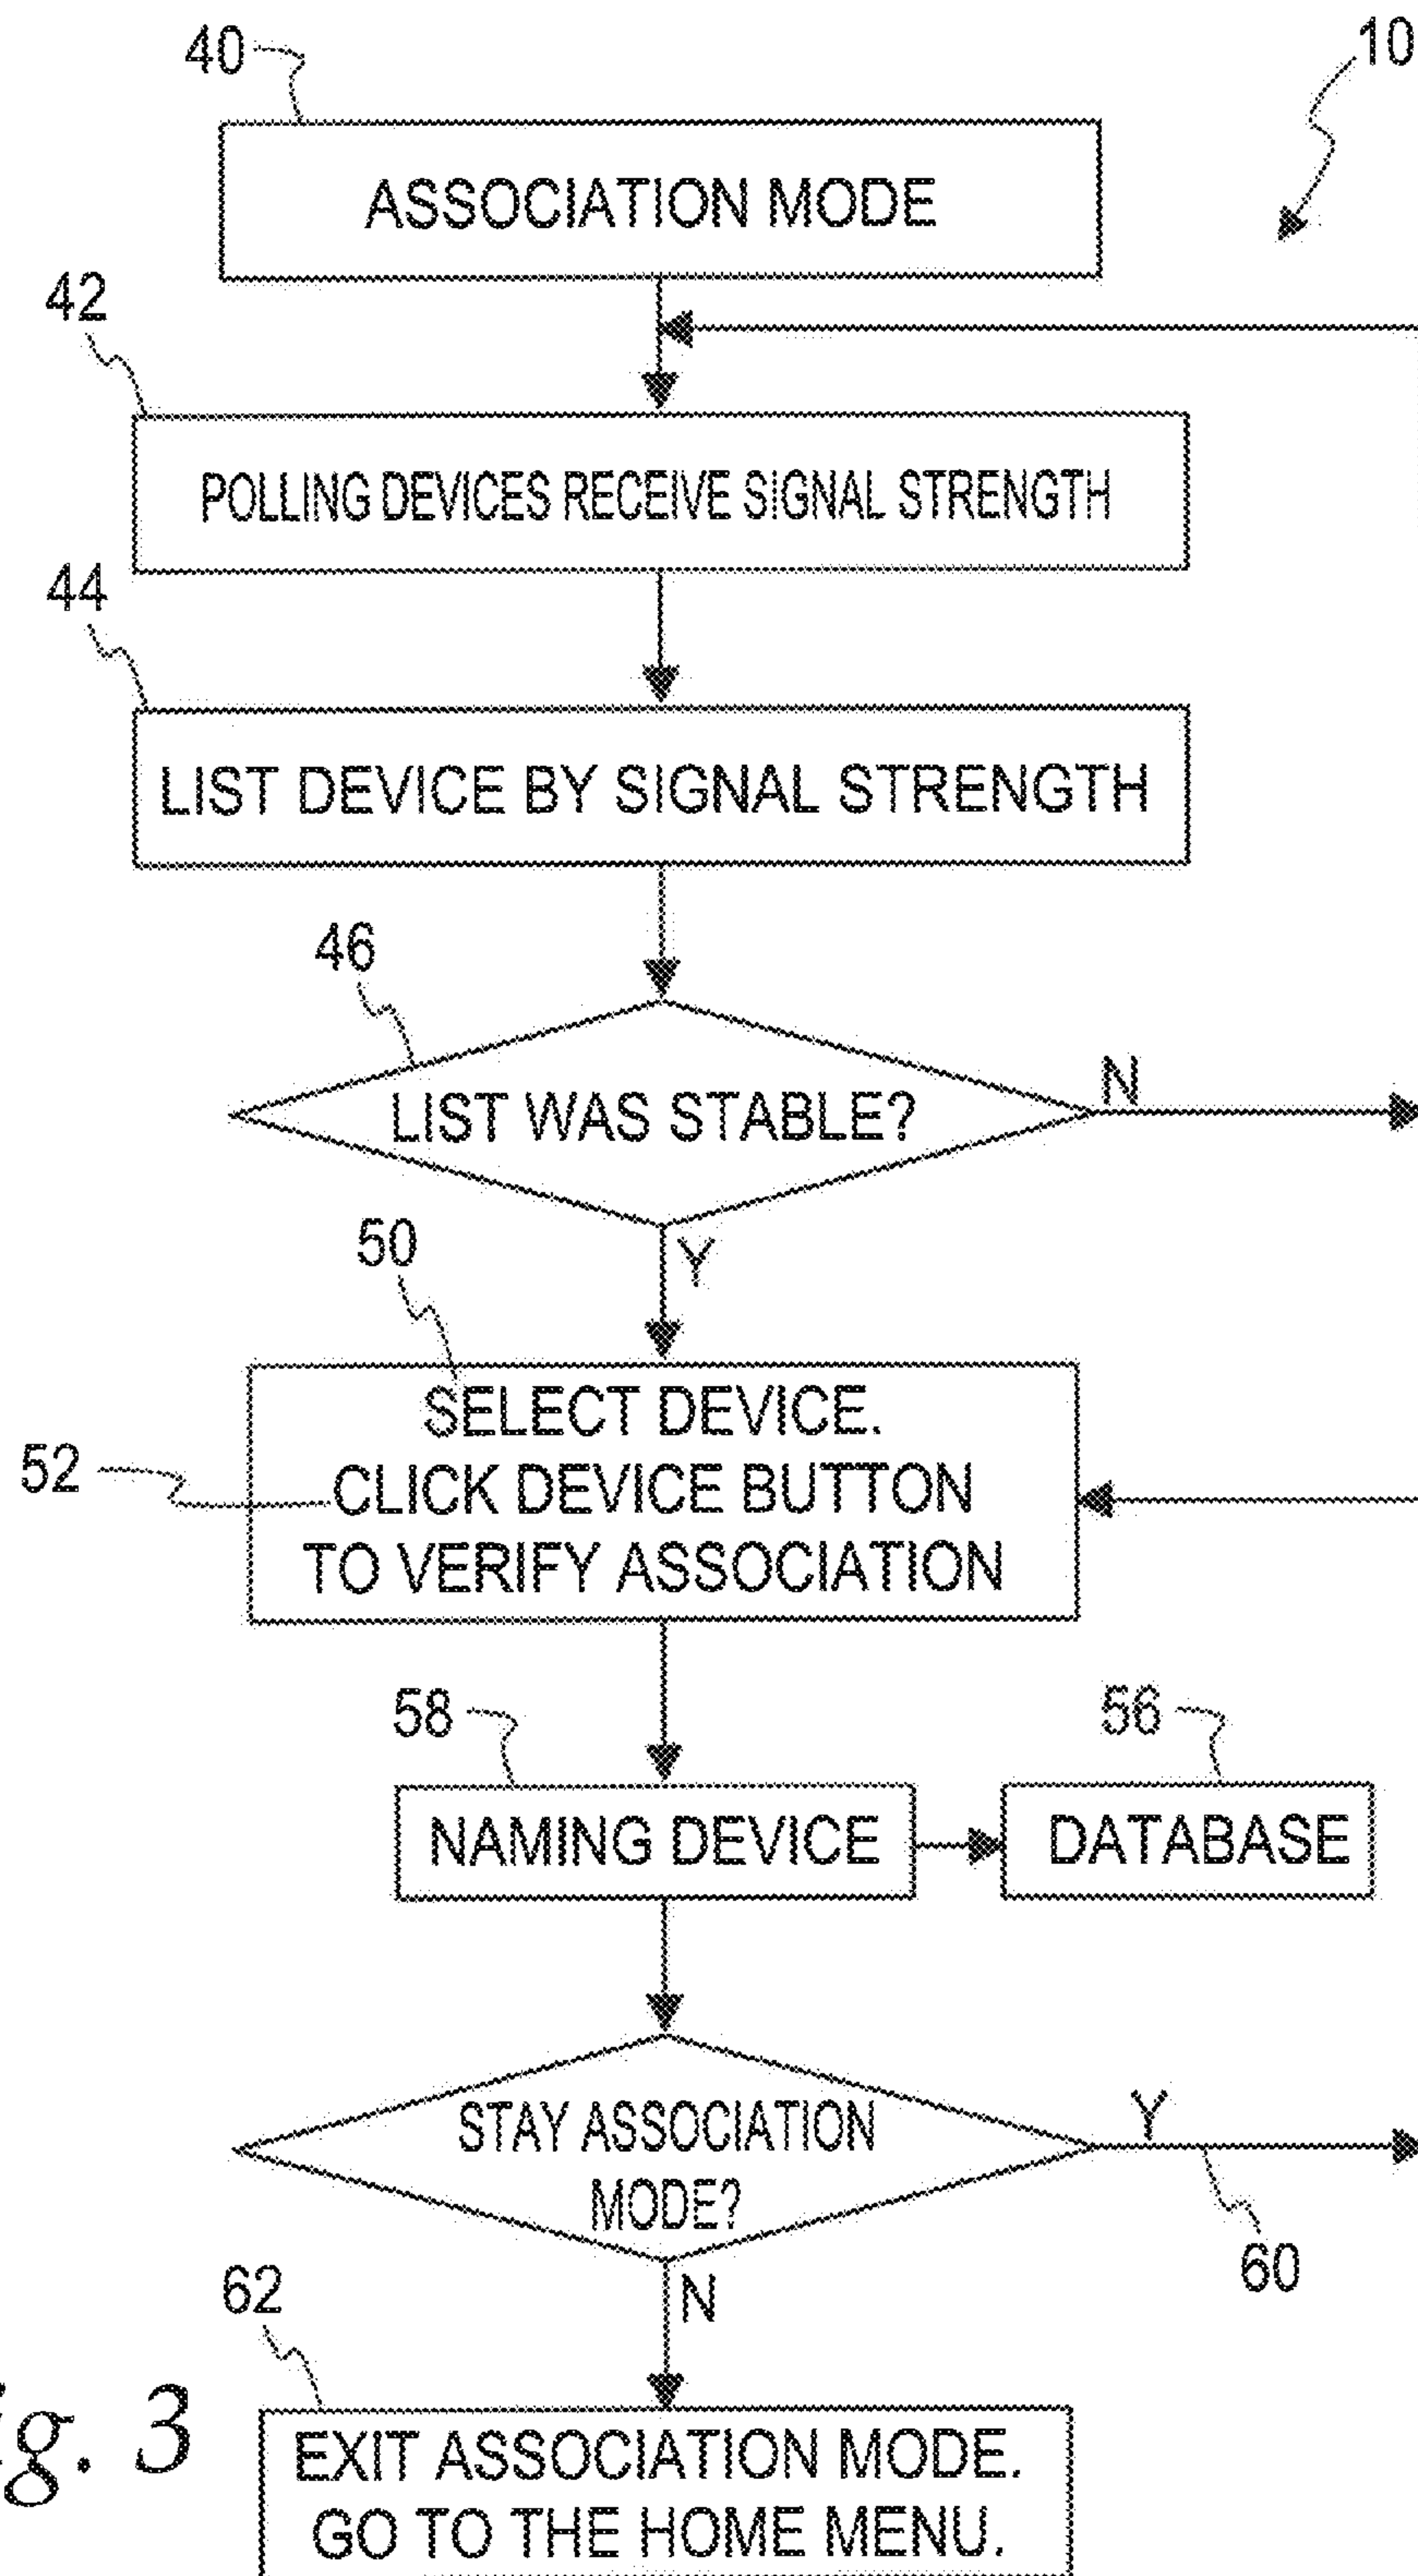 40
10
ASSOCIATION MODE
42
POLLING DEVICES RECEIVE SIGNAL STRENGTH
44
LIST DEVICE BY SIGNAL STRENGTH
46
LIST WAS STABLE?
N
Y
50
SELECT DEVICE.
52
CLICK DEVICE BUTTON
TO VERIFY ASSOCIATION
58
56
NAMING DEVICE
DATABASE
STAY ASSOCIATION
MODE?
Y
60
N
62
EXIT ASSOCIATION MODE.
GO TO THE HOME MENU.
ig. 3